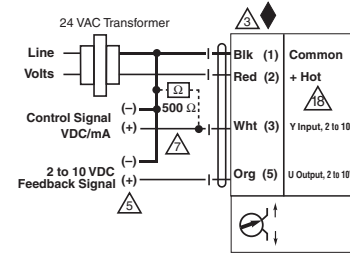 24 VAC Transformer
3
Line
Volts
Blk (1) Common
Red (2) + Hot
18
Ω
500 Ω
(–)
Control Signal (+)
VDC/mA
Wht (3) Y Input, 2 to 10
7
(–)
2 to 10 VDC
Feedback Signal (+)
Org (5) U Output, 2 to 10
5